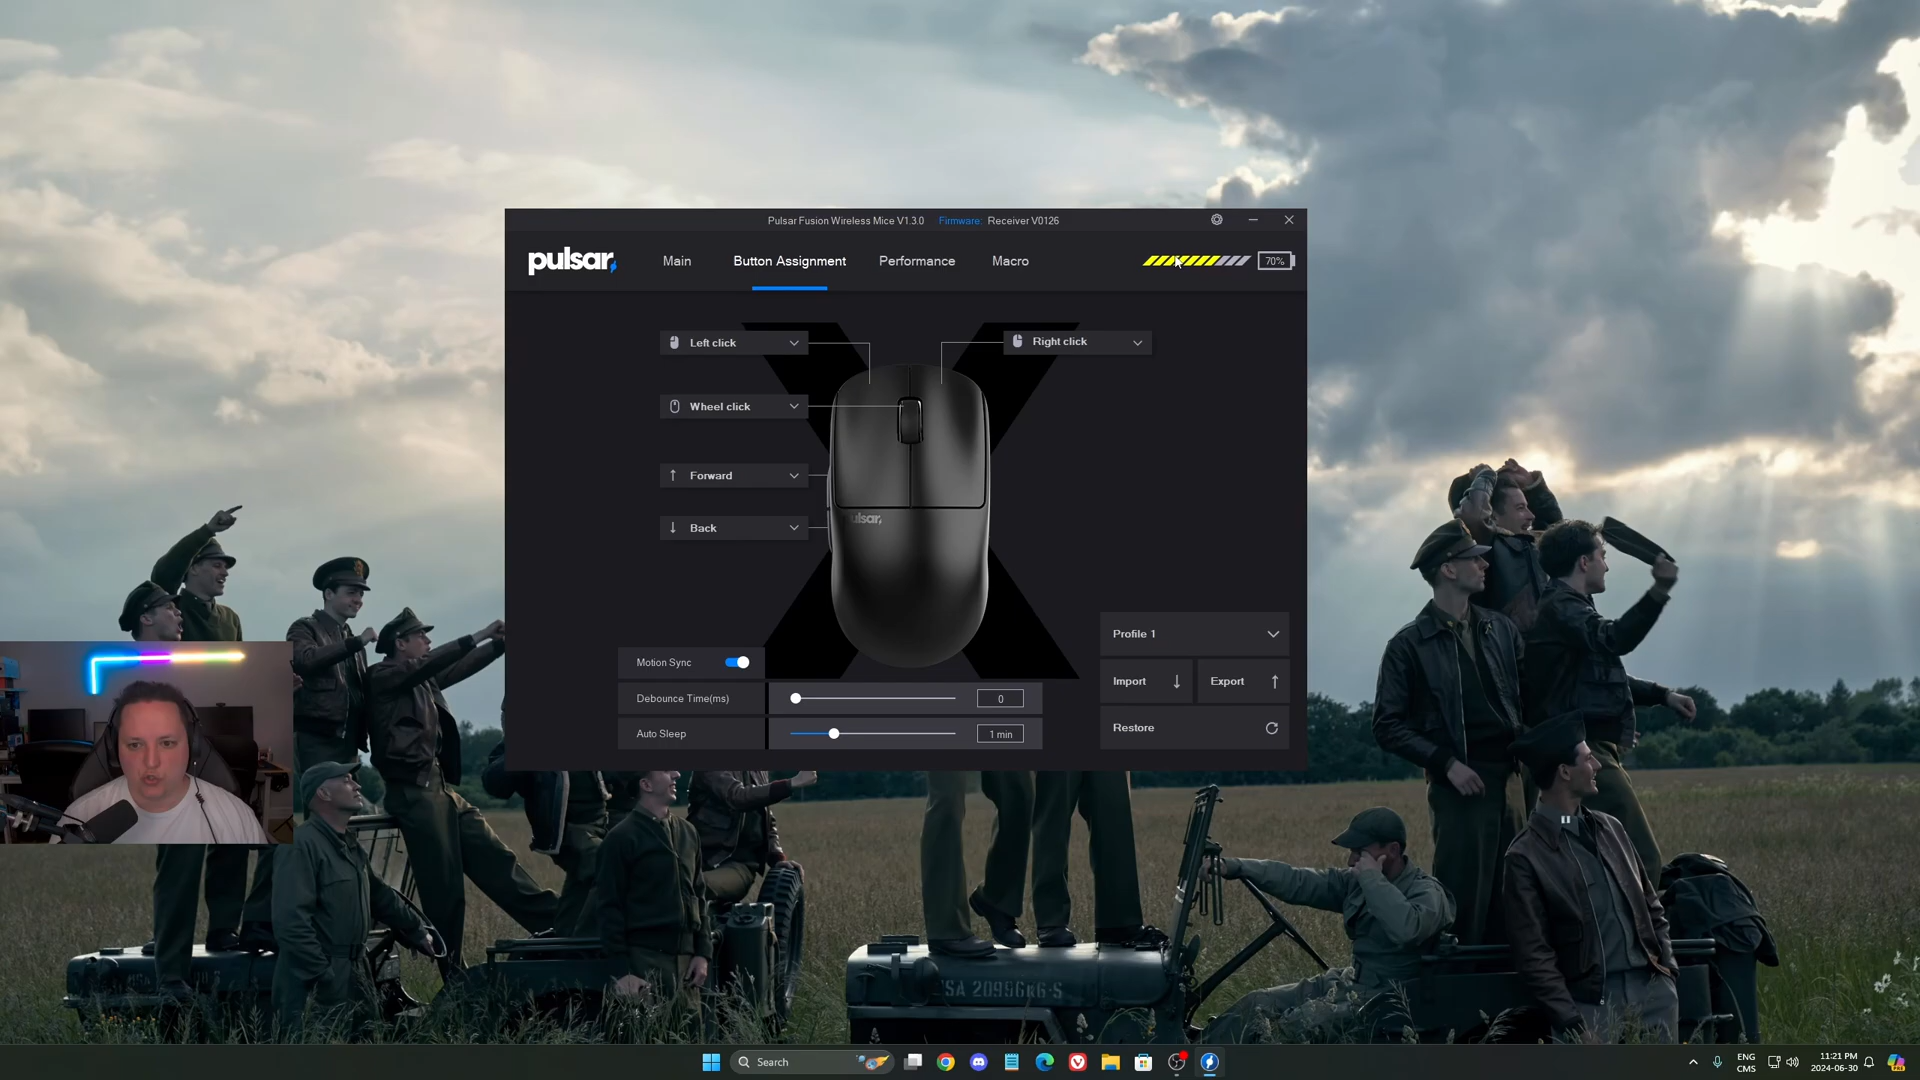 Pulsar Fusion Wireless Mice V1.3.0 Firmware: Receiver V0126
pulsar
Main Button Assignment Performance Macro 70%
Left click
Right click
Wheel click
Forward
Back
Motion Sync
Debounce Time(ms) 0
Auto Sleep 1 min
Profile 1
Import
Export
Restore
Search
ENG
CMS
11:21 PM
2024-06-30